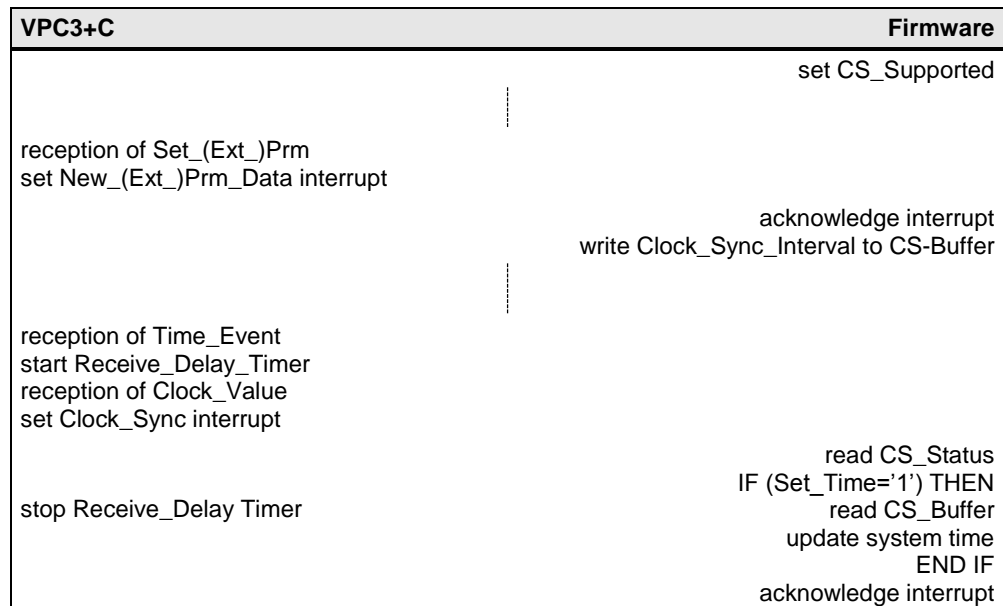 VPC3+C Firmware
set CS_Supported
reception of Set_(Ext_)Prm
set New_(Ext_)Prm_Data interrupt
acknowledge interrupt
write Clock_Sync_Interval to CS-Buffer
reception of Time_Event
start Receive_Delay_Timer
reception of Clock_Value
set Clock_Sync interrupt
read CS_Status
IF (Set_Time='1') THEN
stop Receive_Delay Timer read CS_Buffer
update system time
END IF
acknowledge interrupt